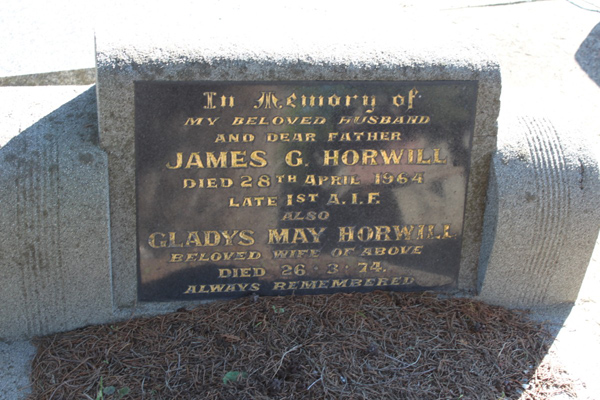 In Memory of
MY BELOVED HUSBAND
AND DEAR FATHER
JAMES G. HORWILL
DIED 28TH APRIL 1964
LATE 1ST A.I.F.
ALSO
GLADYS MAY HORWILL
BELOVED WIFE OF ABOVE
DIED 26·3·74.
ALWAYS REMEMBERED